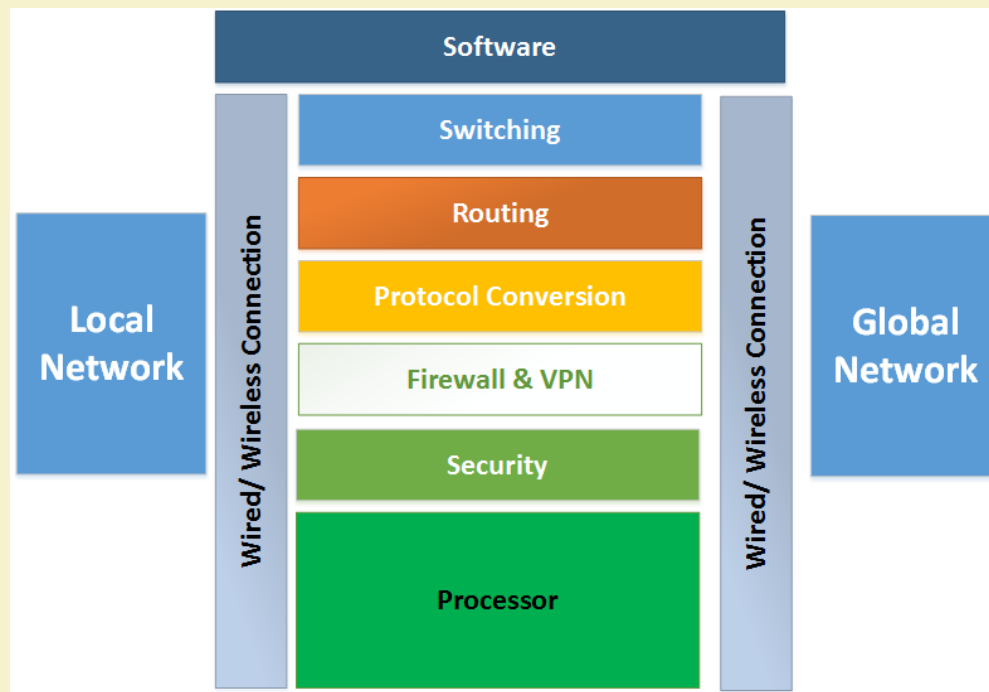 Software
Switching
Routing
Protocol Conversion
Firewall & VPN
Security
Processor
Wired/ Wireless Connection
Wired/ Wireless Connection
Local
Network
Global
Network